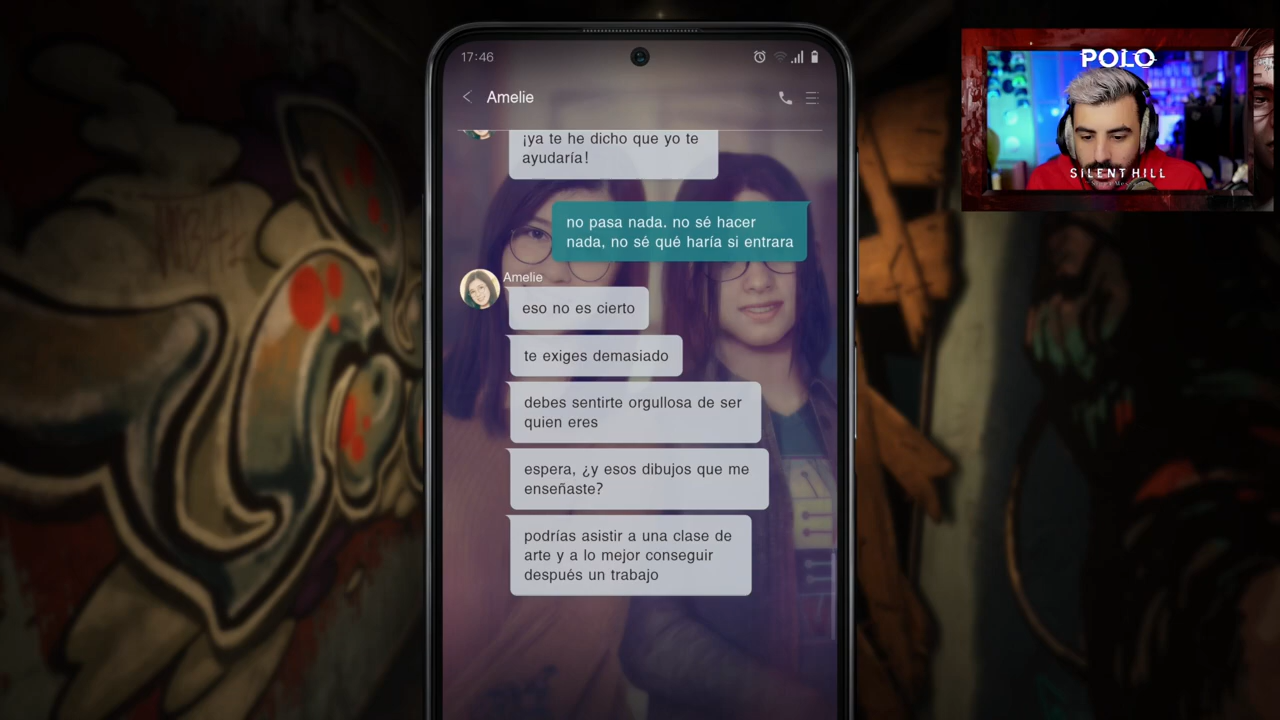 17:46
Amelie
¡ya te he dicho que yo te
ayudaría!
no pasa nada. no sé hacer
nada, no sé qué haría si entrara
Amelie
eso no es cierto
te exiges demasiado
debes sentirte orgullosa de ser
quien eres
espera, ¿y esos dibujos que me
enseñaste?
podrías asistir a una clase de
arte y a lo mejor conseguir
después un trabajo
POLO
SILENT HILL